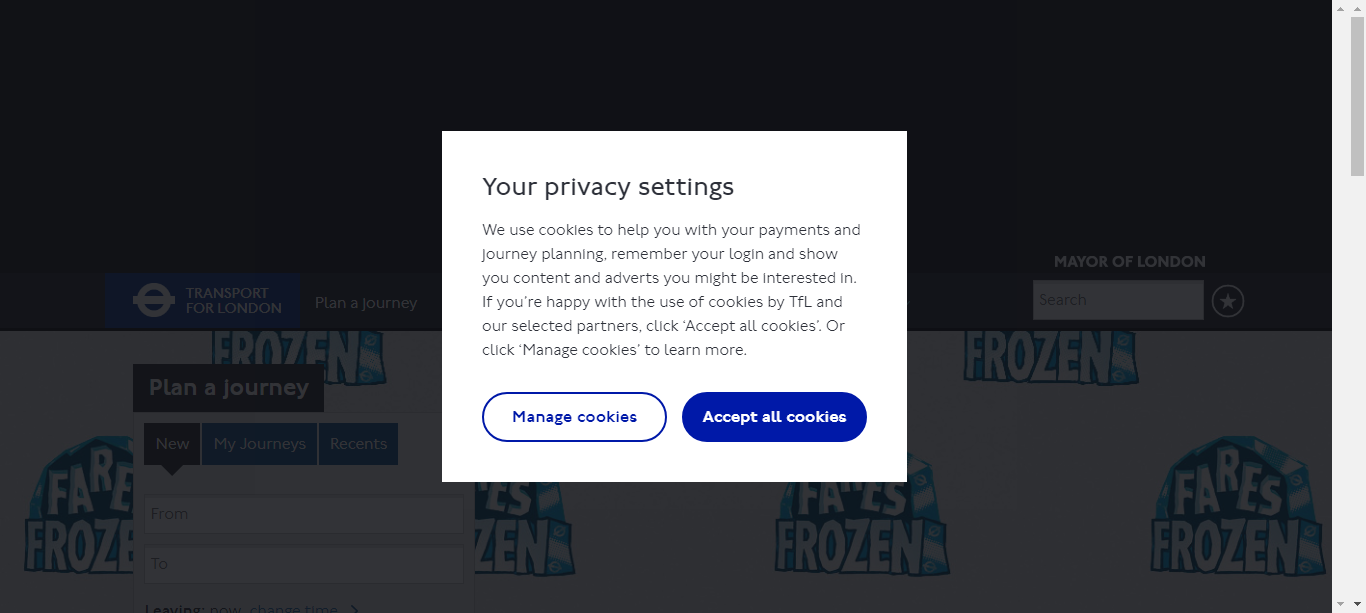 MAYOR OF LONDON
TRANSPORT
FOR LONDON
Plan a journey
Search
Your privacy settings
We use cookies to help you with your payments and
journey planning, remember your login and show
you content and adverts you might be interested in.
If you're happy with the use of cookies by TfL and
our selected partners, click 'Accept all cookies'. Or
click 'Manage cookies' to learn more.
Manage cookies
Accept all cookies
FROZEN
FROZEN
Plan a journey
New
My Journeys
Recents
From
To
Leaving: now change time
FARES
FROZEN
FARES
FROZEN
FARES
FROZEN